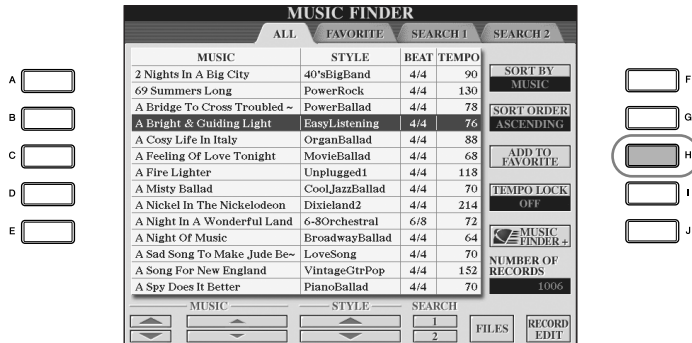 MUSIC FINDER
ALL FAVORITE SEARCH 1 SEARCH 2
MUSIC STYLE BEAT TEMPO
2 Nights In A Big City 40'sBigBand 4/4 90
69 Summers Long PowerRock 4/4 130
A Bridge To Cross Troubled ~ PowerBallad 4/4 78
A Bright & Guiding Light EasyListening 4/4 76
A Cosy Life In Italy OrganBallad 4/4 88
A Feeling Of Love Tonight MovieBallad 4/4 68
A Fire Lighter Unplugged1 4/4 118
A Misty Ballad CoolJazzBallad 4/4 70
A Nickel In The Nickelodeon Dixieland2 4/4 214
A Night In A Wonderful Land 6-8Orchestral 6/8 72
A Night Of Music BroadwayBallad 4/4 64
A Sad Song To Make Jude Be~ LoveSong 4/4 70
A Song For New England VintageGtrPop 4/4 152
A Spy Does It Better PianoBallad 4/4 70
SORT BY
MUSIC
SORT ORDER
ASCENDING
ADD TO
FAVORITE
TEMPO LOCK
OFF
MUSIC
FINDER +
NUMBER OF
RECORDS
1006
MUSIC STYLE SEARCH
1
2
FILES
RECORD
EDIT
A
B
C
D
E
F
G
H
I
J